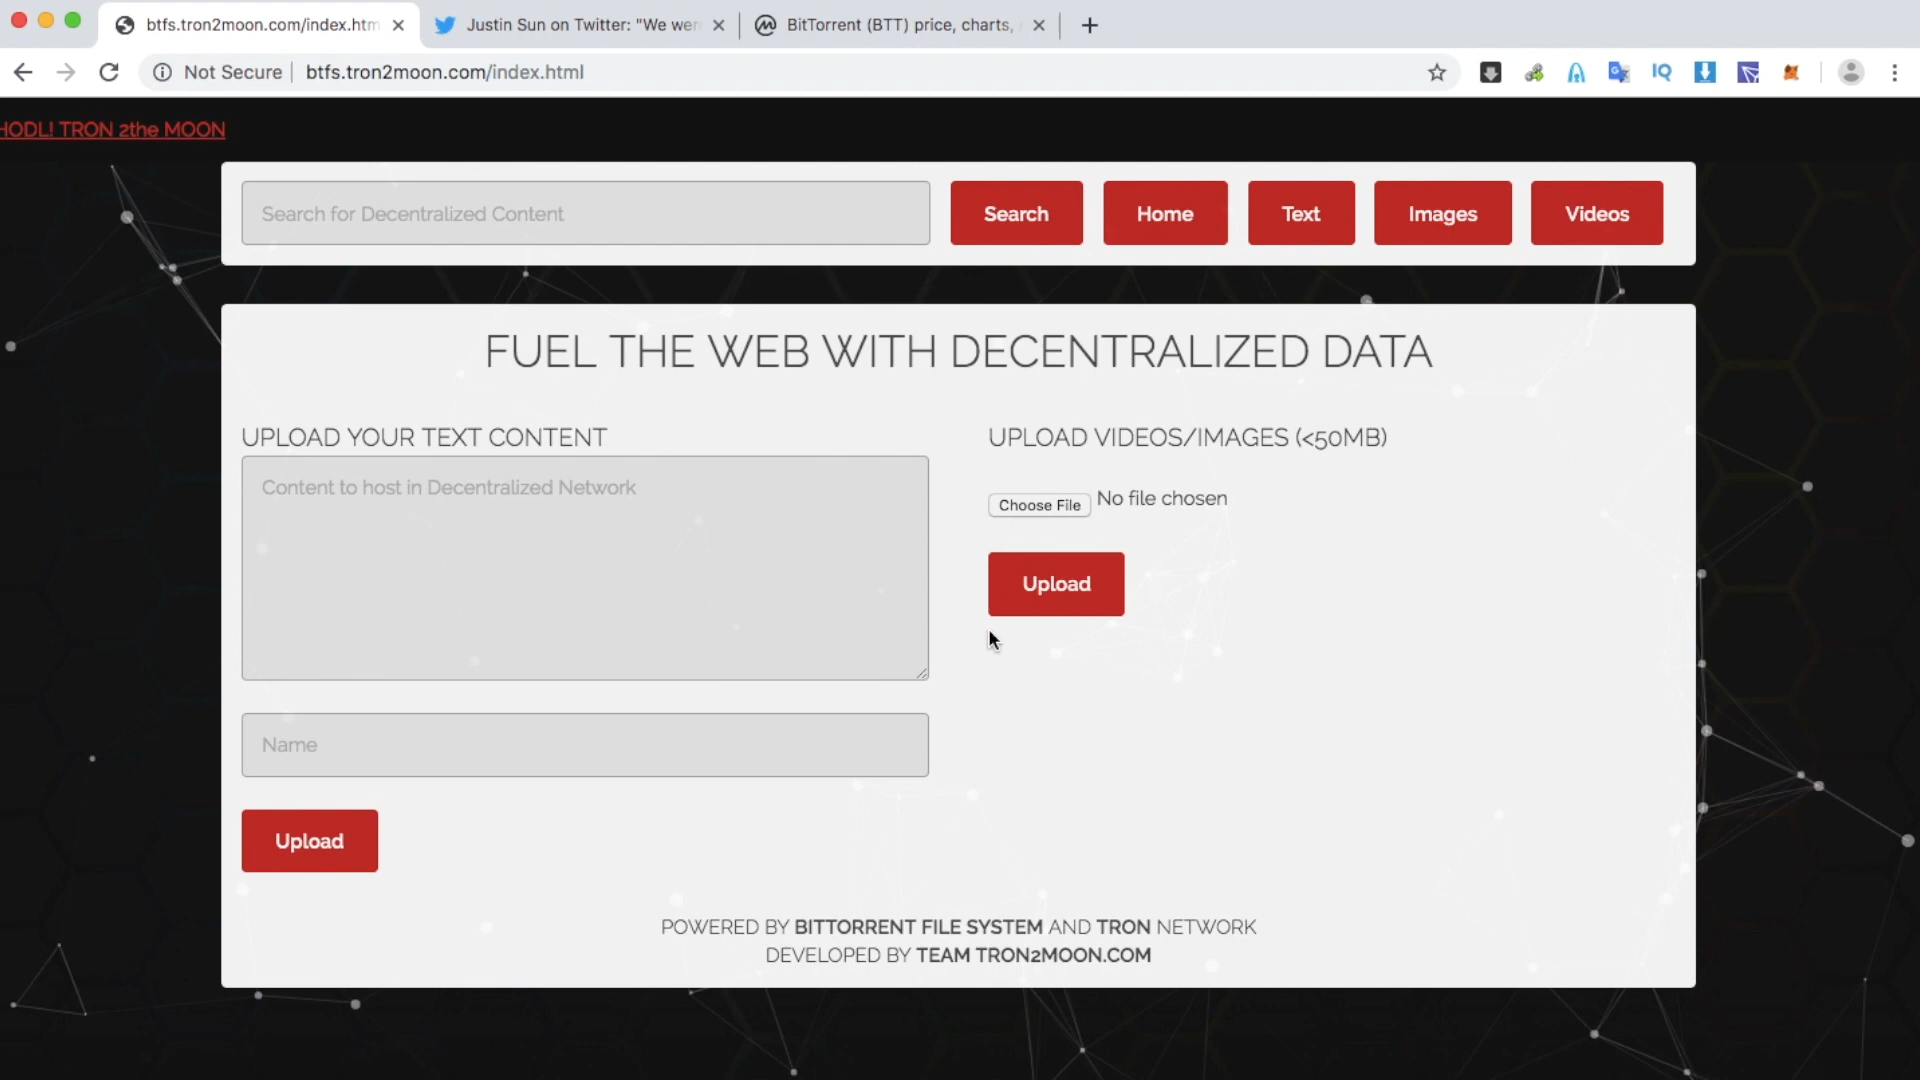 btfs.tron2moon.com/index.htm
Justin Sun on Twitter: "We wer
BitTorrent (BTT) price, charts,
Not Secure
btfs.tron2moon.com/index.html
IQ
HODL! TRON 2the MOON
Search for Decentralized Content
Search
Home
Text
Images
Videos
FUEL THE WEB WITH DECENTRALIZED DATA
UPLOAD YOUR TEXT CONTENT
Content to host in Decentralized Network
Name
Upload
UPLOAD VIDEOS/IMAGES (<50MB)
Choose File No file chosen
Upload
POWERED BY BITTORRENT FILE SYSTEM AND TRON NETWORK
DEVELOPED BY TEAM TRON2MOON.COM